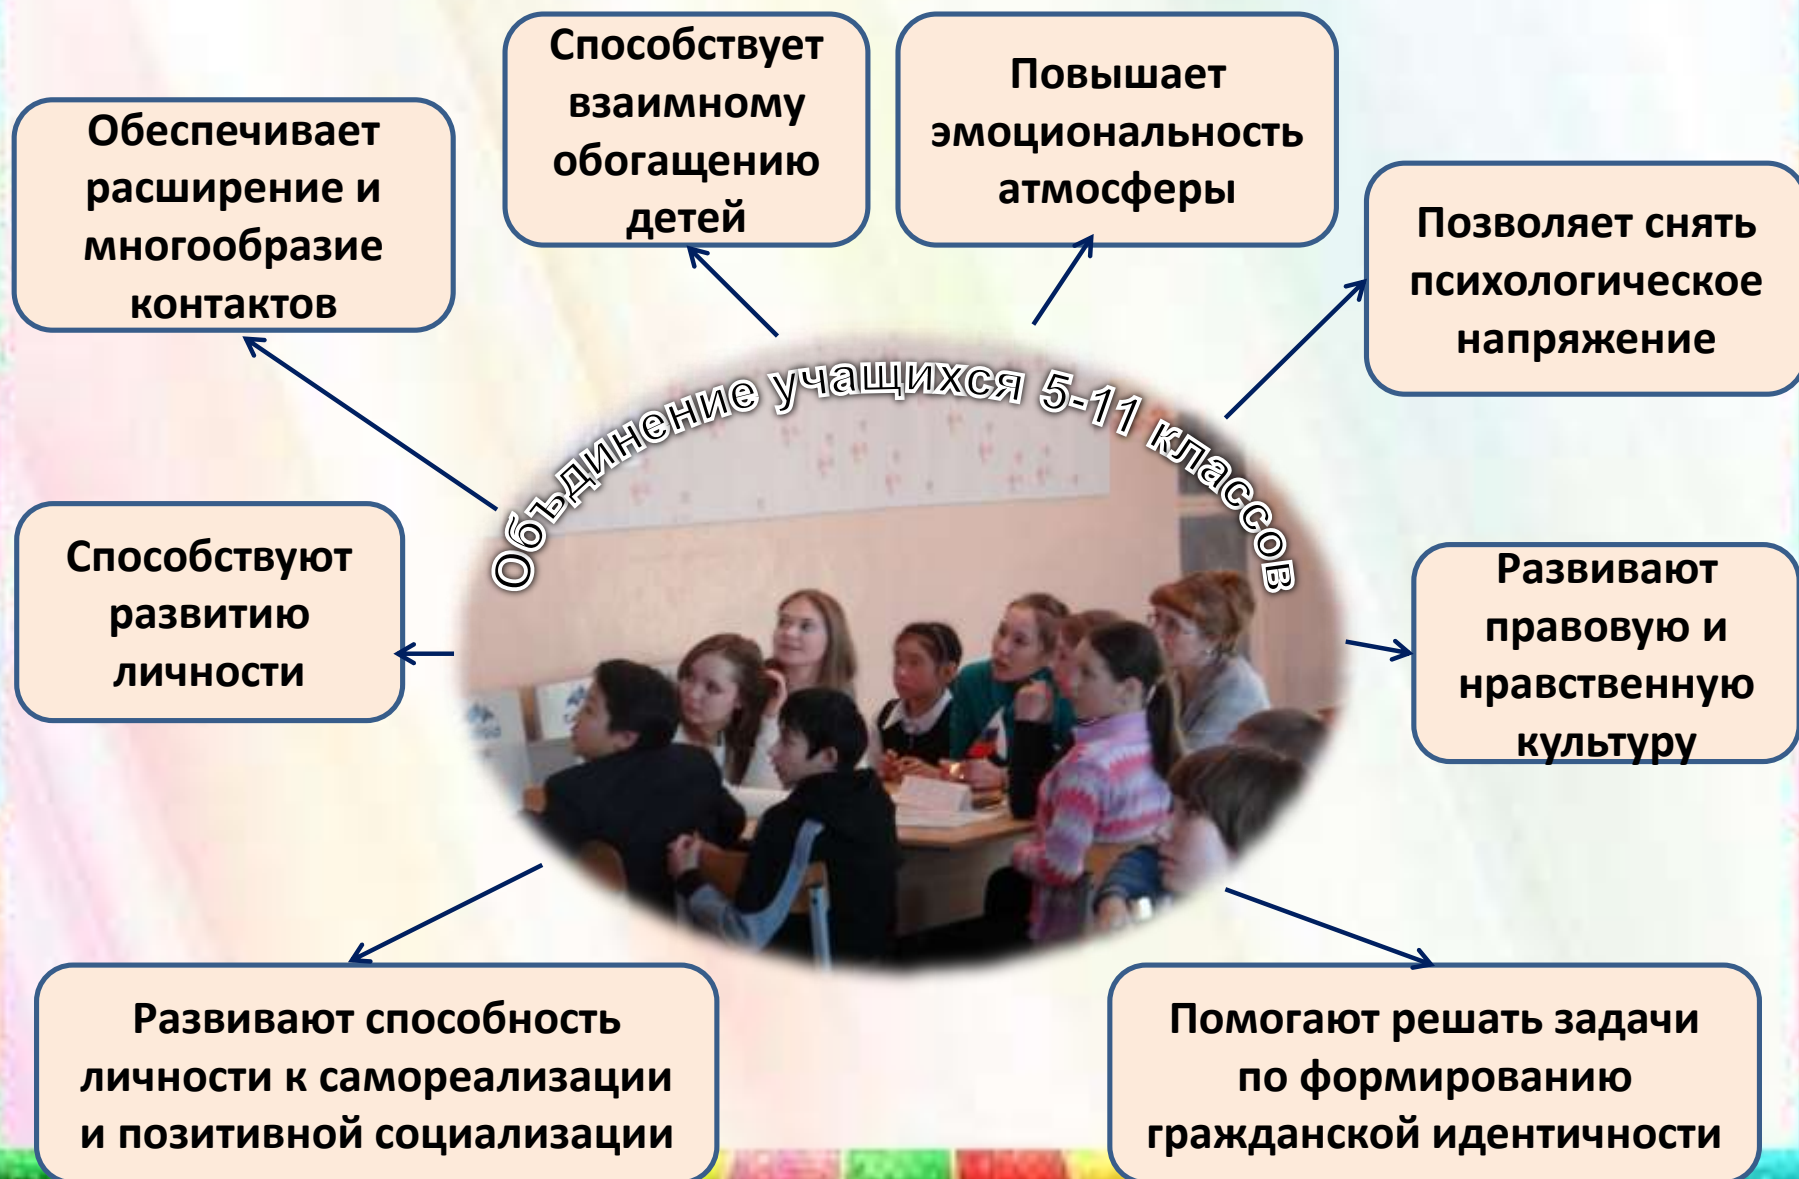 Способствует
взаимному
обогащению
детей
Повышает
эмоциональность
атмосферы
Обеспечивает
расширение и
многообразие
контактов
Позволяет снять
психологическое
напряжение
Объдинение учащихся 5-11 классов
Способствуют
развитию
личности
Развивают
правовую и
нравственную
культуру
Развивают способность
личности к самореализации
и позитивной социализации
Помогают решать задачи
по формированию
гражданской идентичности